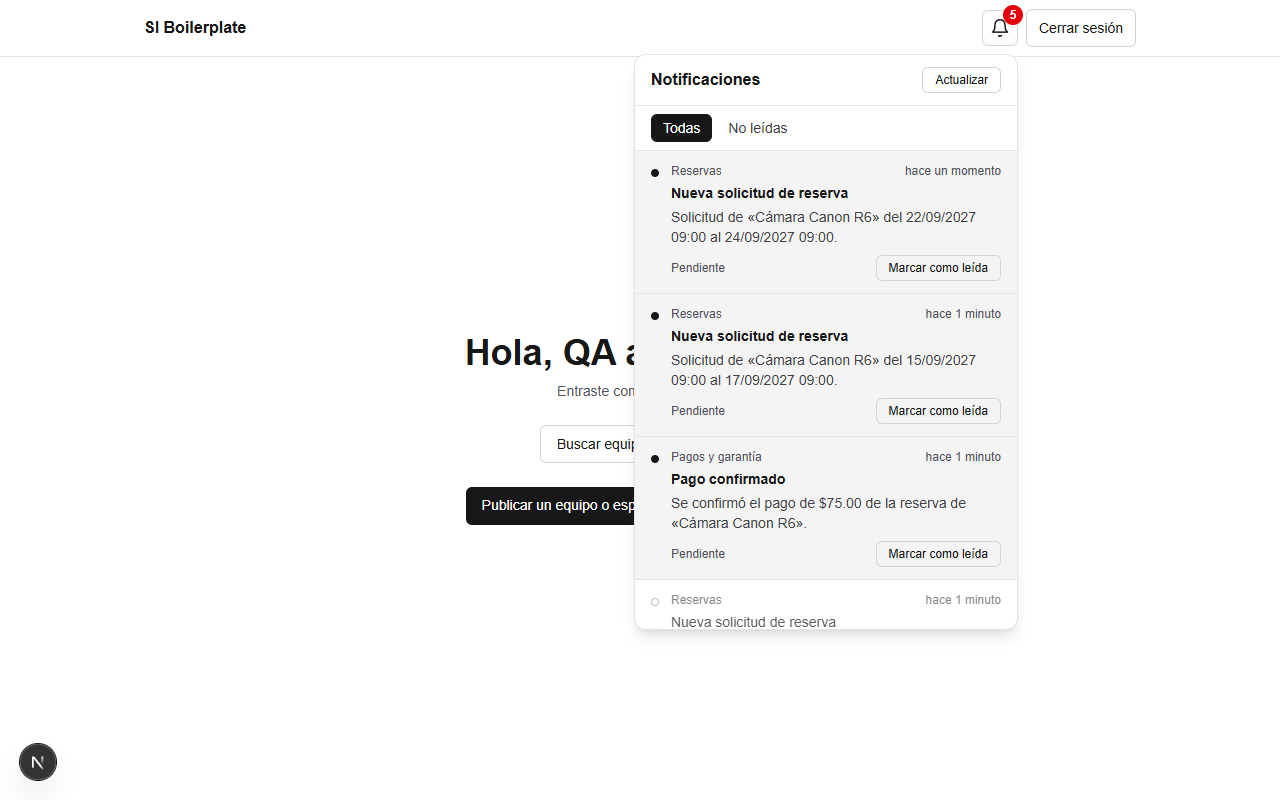 SI Boilerplate
5
Cerrar sesión
Notificaciones
Actualizar
Todas
No leídas
Reservas
hace un momento
Nueva solicitud de reserva
Solicitud de «Cámara Canon R6» del 22/09/2027
09:00 al 24/09/2027 09:00.
Pendiente
Marcar como leída
Reservas
hace 1 minuto
Nueva solicitud de reserva
Solicitud de «Cámara Canon R6» del 15/09/2027
09:00 al 17/09/2027 09:00.
Pendiente
Marcar como leída
Pagos y garantía
hace 1 minuto
Pago confirmado
Se confirmó el pago de $75.00 de la reserva de
«Cámara Canon R6».
Pendiente
Marcar como leída
Reservas
hace 1 minuto
Nueva solicitud de reserva
Hola, QA
Entraste
Buscar
Publicar un equipo o
N